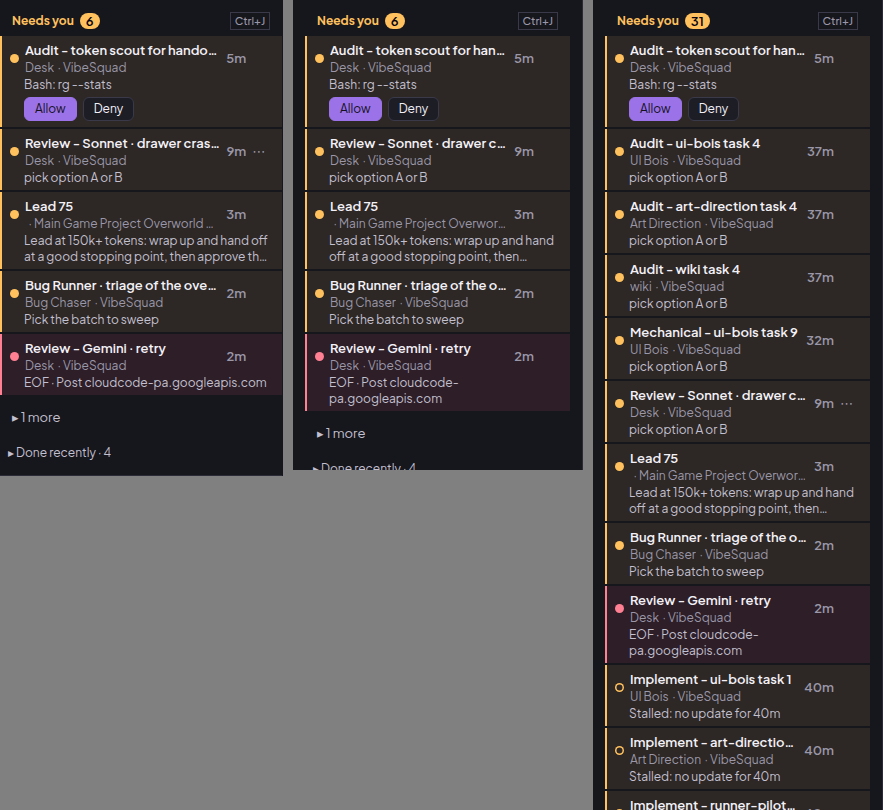 Needs you 6 Ctrl+J
Audit - token scout for hando... 5m
Desk · VibeSquad
Bash: rg --stats
Allow Deny
Review - Sonnet · drawer cras... 9m ···
Desk · VibeSquad
pick option A or B
Lead 75 3m
· Main Game Project Overworld ...
Lead at 150k+ tokens: wrap up and hand off
at a good stopping point, then approve th...
Bug Runner · triage of the ove... 2m
Bug Chaser · VibeSquad
Pick the batch to sweep
Review - Gemini · retry 2m
Desk · VibeSquad
EOF · Post cloudcode-pa.googleapis.com
▸ 1 more
▸ Done recently · 4
Needs you 6 Ctrl+J
Audit - token scout for han... 5m
Desk · VibeSquad
Bash: rg --stats
Allow Deny
Review - Sonnet · drawer c... 9m
Desk · VibeSquad
pick option A or B
Lead 75 3m
· Main Game Project Overwor...
Lead at 150k+ tokens: wrap up and hand
off at a good stopping point, then...
Bug Runner · triage of the o... 2m
Bug Chaser · VibeSquad
Pick the batch to sweep
Review - Gemini · retry 2m
Desk · VibeSquad
EOF · Post cloudcode-
pa.googleapis.com
▸ 1 more
▸ Done recently · 4
Needs you 31 Ctrl+J
Audit - token scout for han... 5m
Desk · VibeSquad
Bash: rg --stats
Allow Deny
Audit - ui-bois task 4 37m
UI Bois · VibeSquad
pick option A or B
Audit - art-direction task 4 37m
Art Direction · VibeSquad
pick option A or B
Audit - wiki task 4 37m
wiki · VibeSquad
pick option A or B
Mechanical - ui-bois task 9 32m
UI Bois · VibeSquad
pick option A or B
Review - Sonnet · drawer c... 9m ···
Desk · VibeSquad
pick option A or B
Lead 75 3m
· Main Game Project Overwor...
Lead at 150k+ tokens: wrap up and hand
off at a good stopping point, then...
Bug Runner · triage of the o... 2m
Bug Chaser · VibeSquad
Pick the batch to sweep
Review - Gemini · retry 2m
Desk · VibeSquad
EOF · Post cloudcode-
pa.googleapis.com
Implement - ui-bois task 1 40m
UI Bois · VibeSquad
Stalled: no update for 40m
Implement - art-directio... 40m
Art Direction · VibeSquad
Stalled: no update for 40m
Implement - runner-pilot...